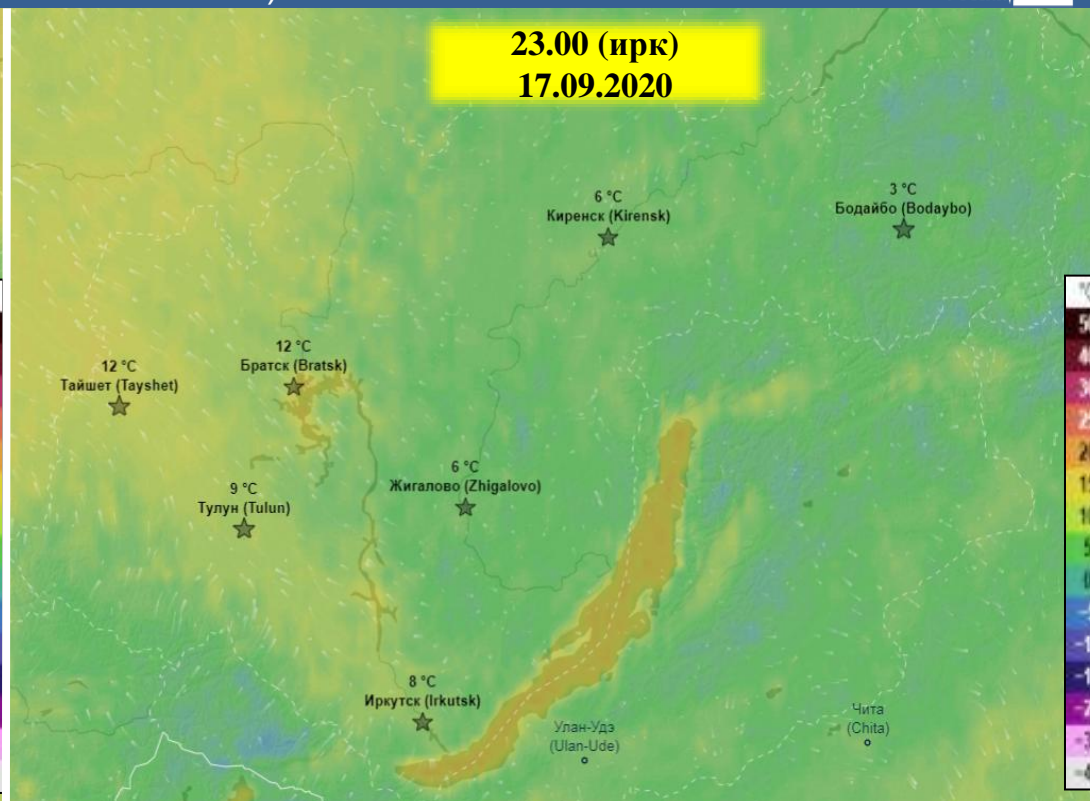 23.00 (ирк)
17.09.2020
3 °C
Бодайбо (Bodaybo)
6 °C
Киренск (Kirensk)
12 °C
Братск (Bratsk)
12 °C
Тайшет (Tayshet)
6 °C
Жигалово (Zhigalovo)
9 °C
Тулун (Tulun)
8 °C
Иркутск (Irkutsk)
Улан-Удэ
(Ulan-Ude)
Чита
(Chita)